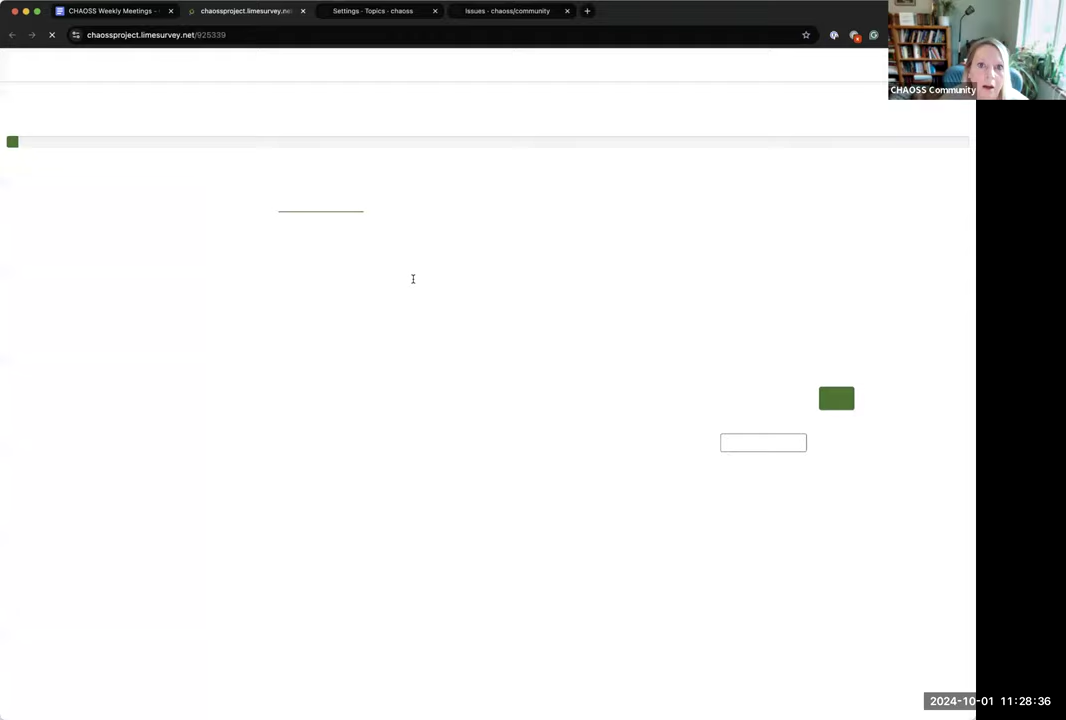 CHAOSS Weekly Meetings -
chaossproject.limesurvey.net/
Settings · Topics · chaoss
Issues · chaoss/community
chaossproject.limesurvey.net/925339
CHAOSS Community
2024-10-01 11:28:36